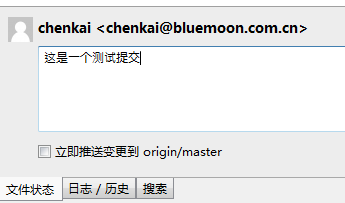 chenkai <chenkai@bluemoon.com.cn>
这是一个测试提交
立即推送变更到 origin/master
文件状态 日志 / 历史 搜索